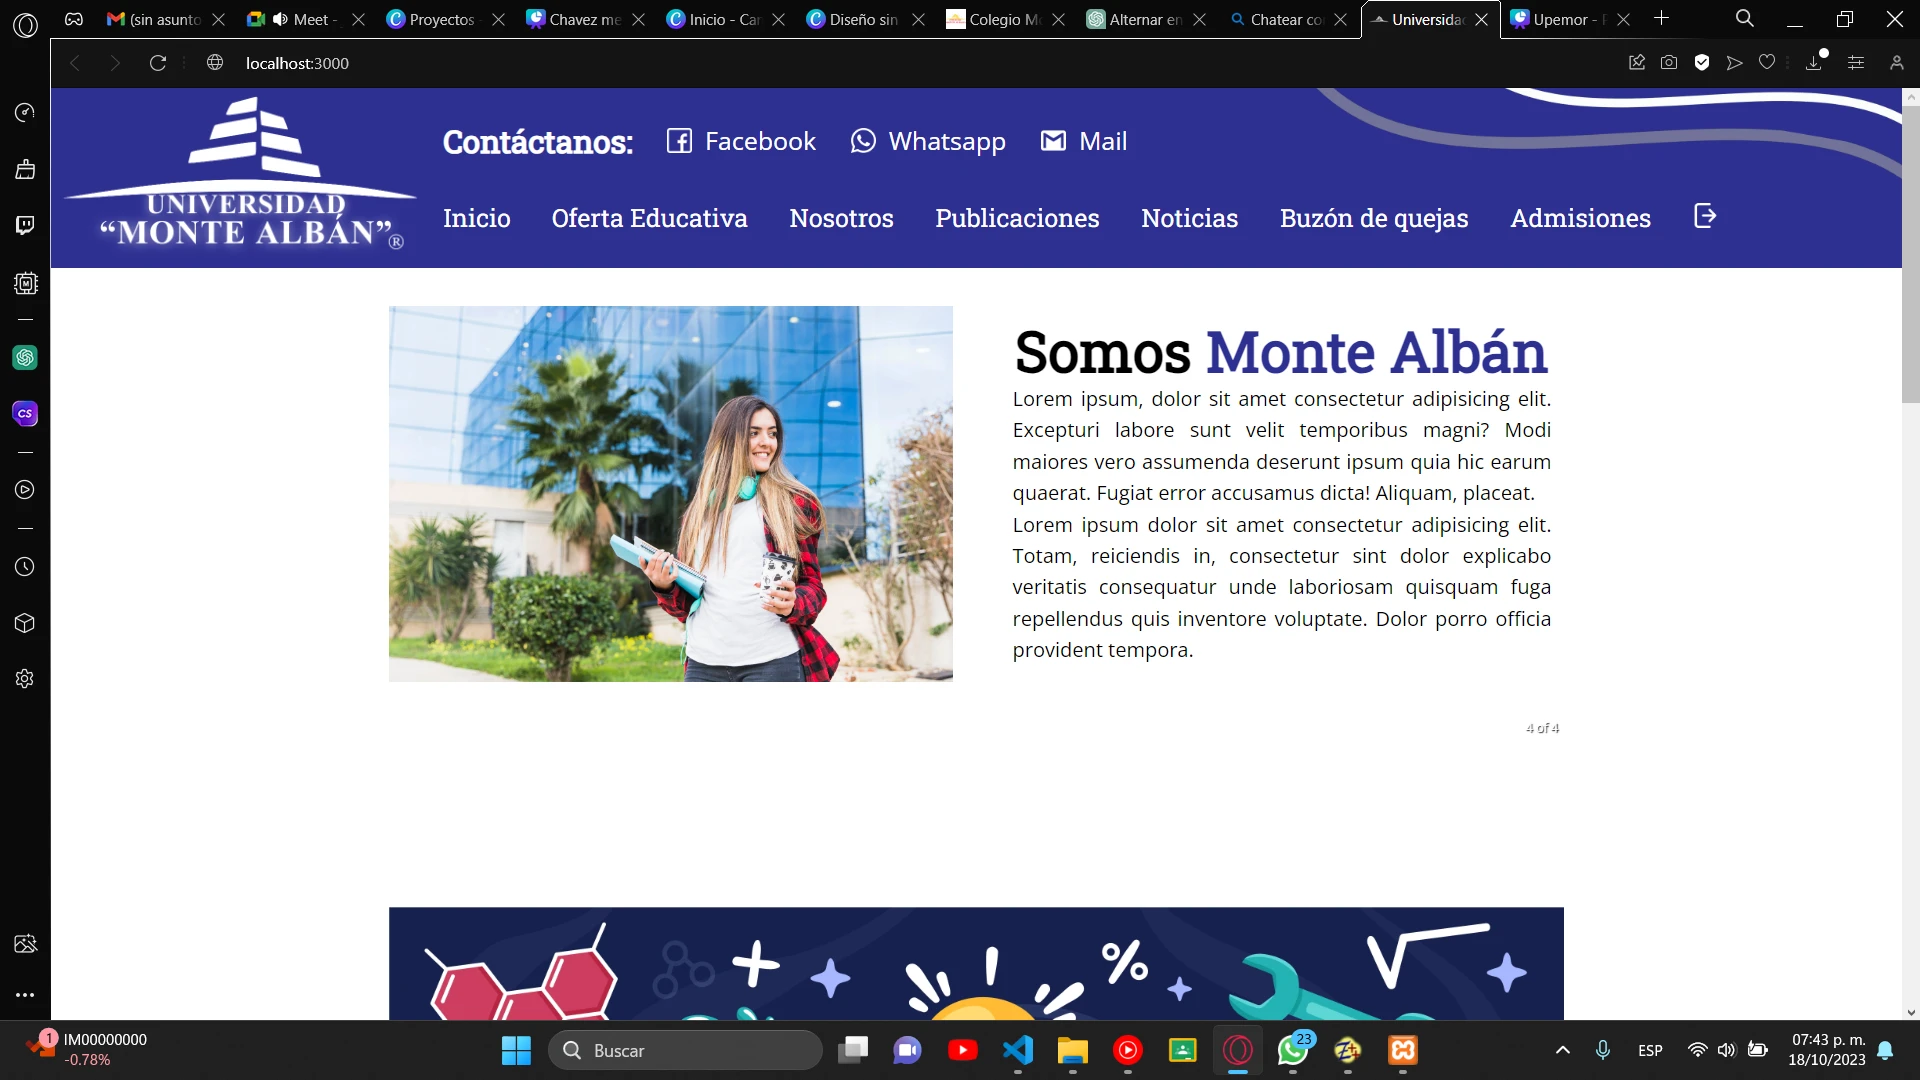 (sin asunto
Meet -
Proyectos -
Chavez me
Inicio - Can
Diseño sin
Colegio Mo
Alternar en
Chatear co
Universidad
Upemor - P
localhost:3000
UNIVERSIDAD
“MONTE ALBÁN”®
Contáctanos:
Facebook
Whatsapp
Mail
Inicio
Oferta Educativa
Nosotros
Publicaciones
Noticias
Buzón de quejas
Admisiones
Somos Monte Albán
Lorem ipsum, dolor sit amet consectetur adipisicing elit.
Excepturi labore sunt velit temporibus magni? Modi
maiores vero assumenda deserunt ipsum quia hic earum
quaerat. Fugiat error accusamus dicta! Aliquam, placeat.
Lorem ipsum dolor sit amet consectetur adipisicing elit.
Totam, reiciendis in, consectetur sint dolor explicabo
veritatis consequatur unde laboriosam quisquam fuga
repellendus quis inventore voluptate. Dolor porro officia
provident tempora.
4 of 4
CS
%
1
IM00000000
-0.78%
Buscar
23
ESP
07:43 p. m.
18/10/2023